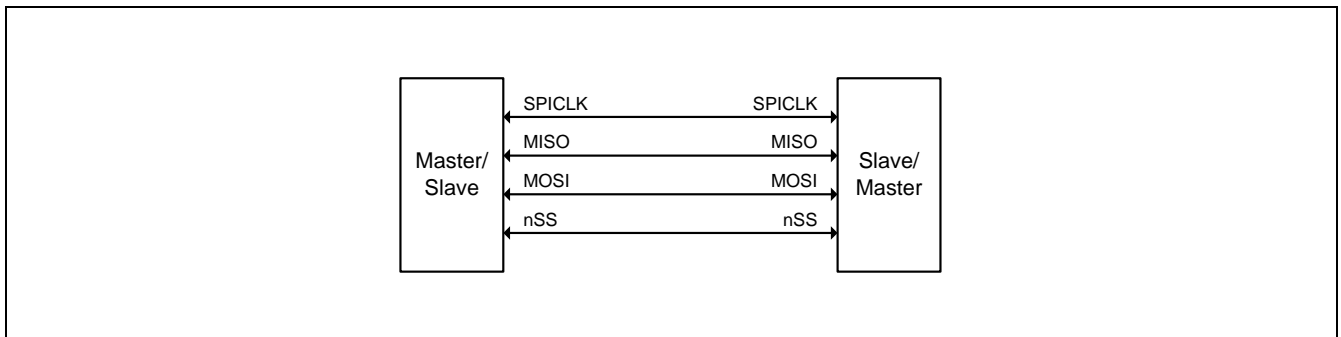 SPICLK SPICLK
MISO MISO
Master/
Slave
Slave/
Master
MOSI MOSI
nSS nSS